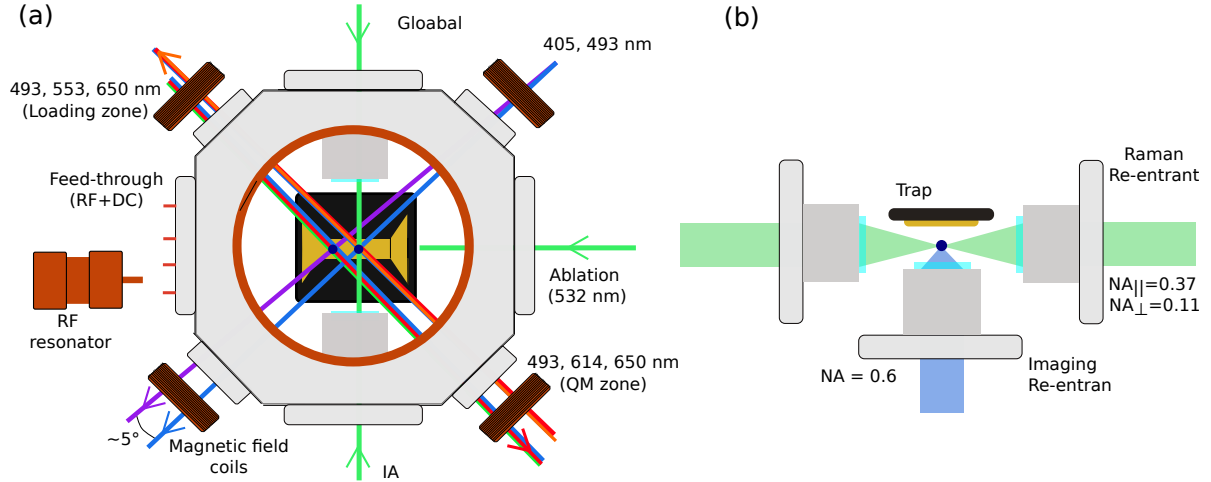 (a)
Gloabal
405, 493 nm
493, 553, 650 nm
(Loading zone)
Feed-through
(RF+DC)
Ablation
(532 nm)
RF
resonator
493, 614, 650 nm
(QM zone)
~5°
Magnetic field
coils
IA
(b)
Raman
Re-entrant
Trap
NA||=0.37
NA⊥=0.11
NA = 0.6
Imaging
Re-entran